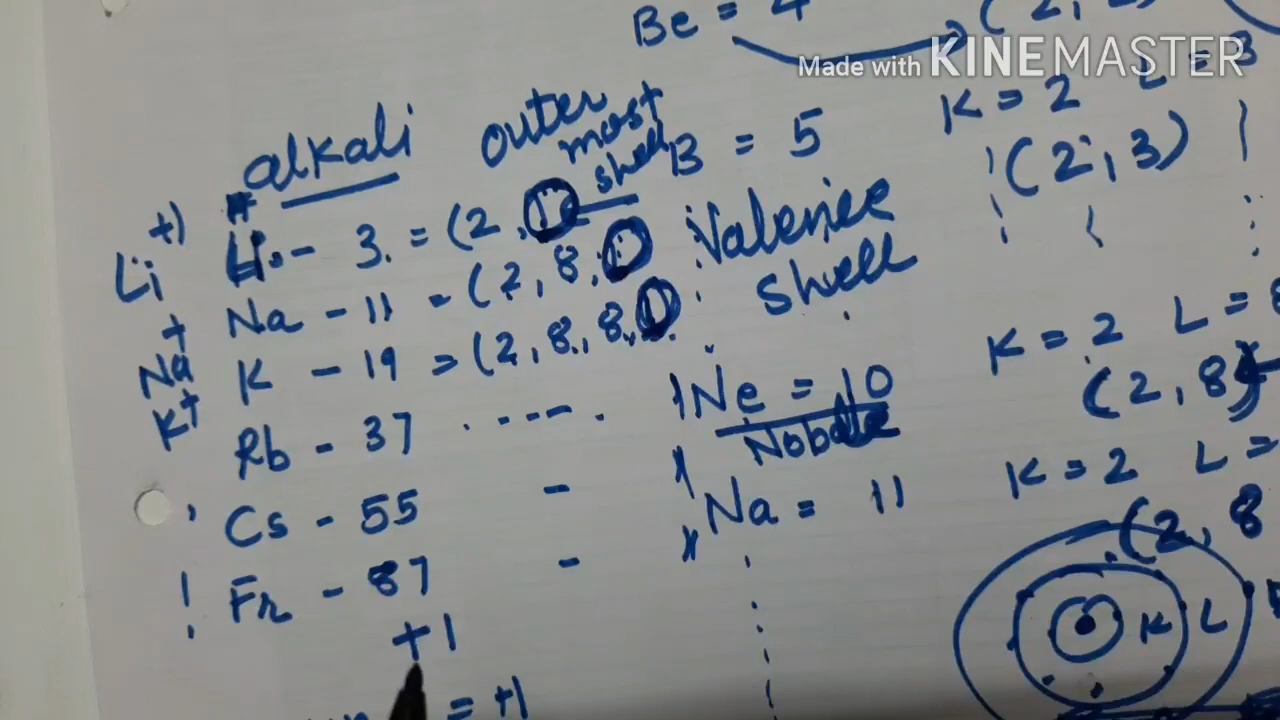 Be = 4
(2,
Made with KINEMASTER
K = 2 L = 3
alkali
outer
most
shell
B = 5
(2, 3)
+1
Li - 3 = (2, 1
Li
Valence
shell
Na - 11 = (2, 8, 1
+
Na
K - 19 = (2, 8, 8, 1
K = 2 L = 8
K+
Ne = 10
(2, 8)
Rb - 37 . ---- .
Noble
K = 2 L =
Cs - 55 -
Na = 11
(2, 8
Fr - 87 -
K L
+1
= +1